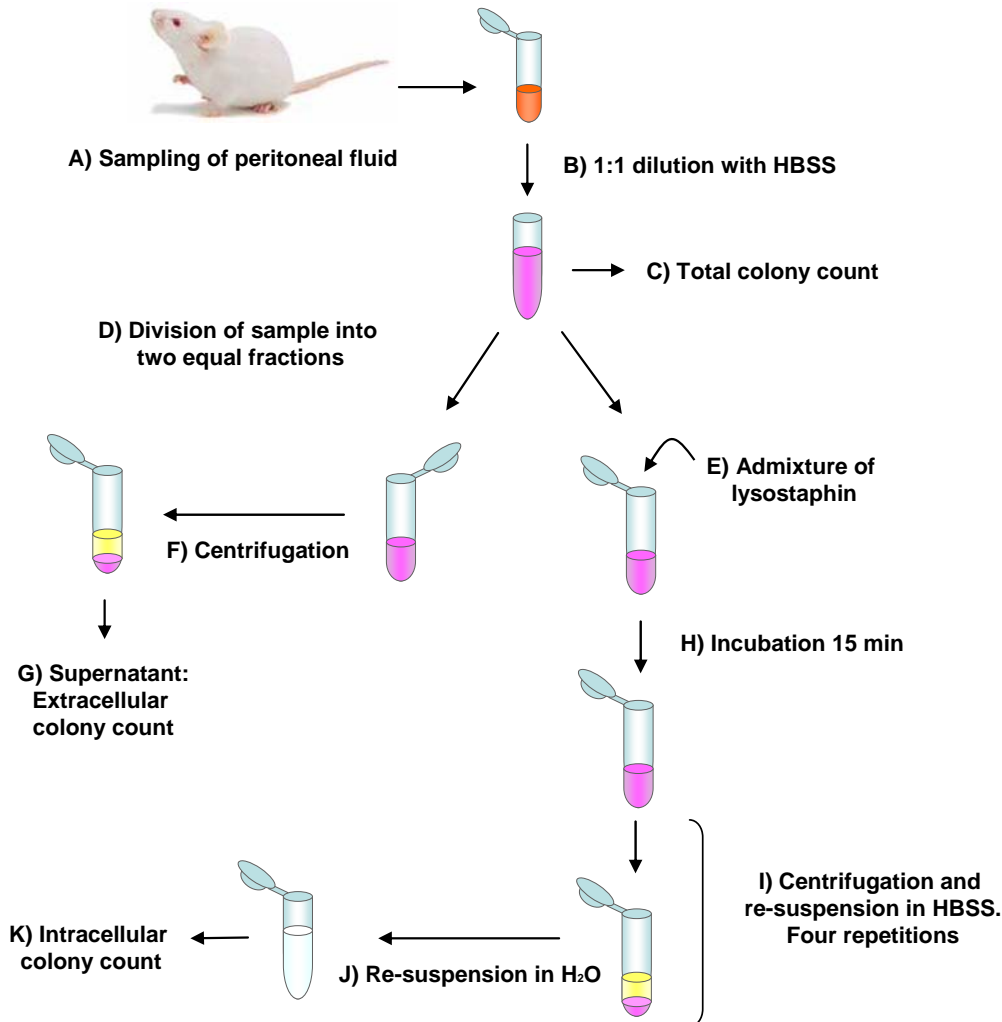 A) Sampling of peritoneal fluid
B) 1:1 dilution with HBSS
C) Total colony count
D) Division of sample into
two equal fractions
E) Admixture of
lysostaphin
F) Centrifugation
G) Supernatant:
Extracellular
colony count
H) Incubation 15 min
I) Centrifugation and
re-suspension in HBSS.
Four repetitions
J) Re-suspension in H₂O
K) Intracellular
colony count